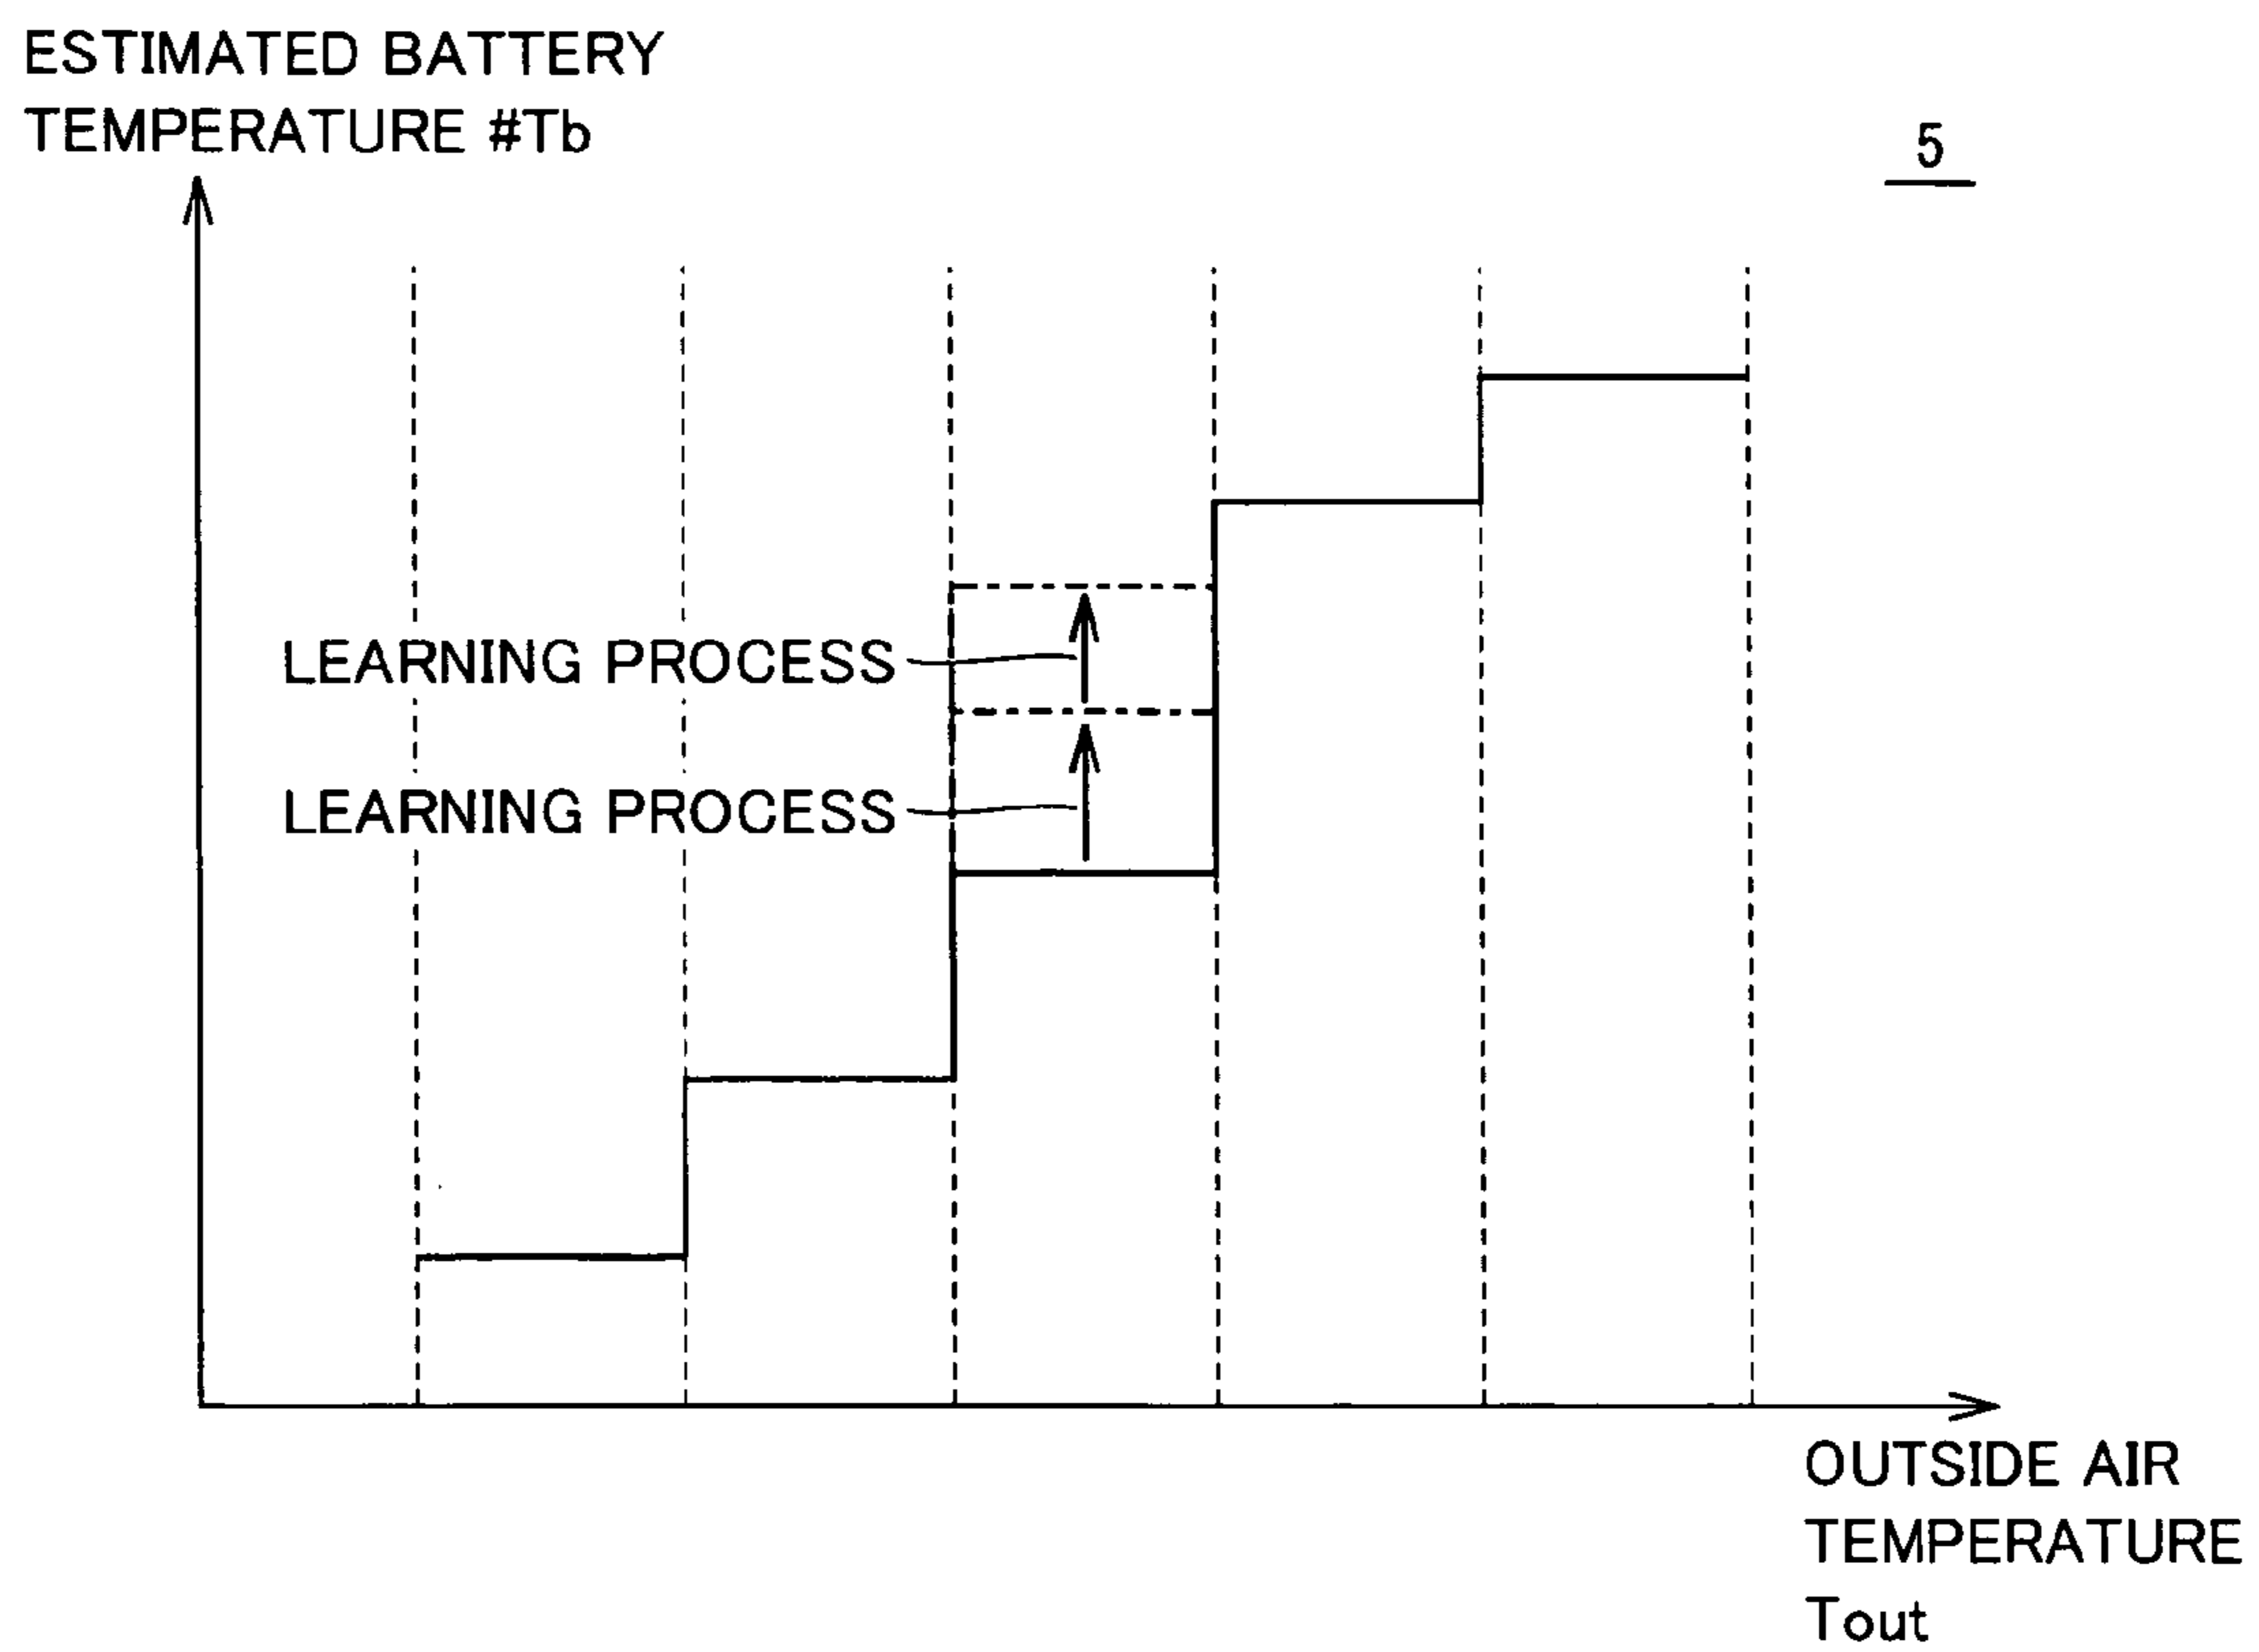 ESTIMATED BATTERY
TEMPERATURE #Tb
5
LEARNING PROCESS
LEARNING PROCESS
OUTSIDE AIR
TEMPERATURE
Tout